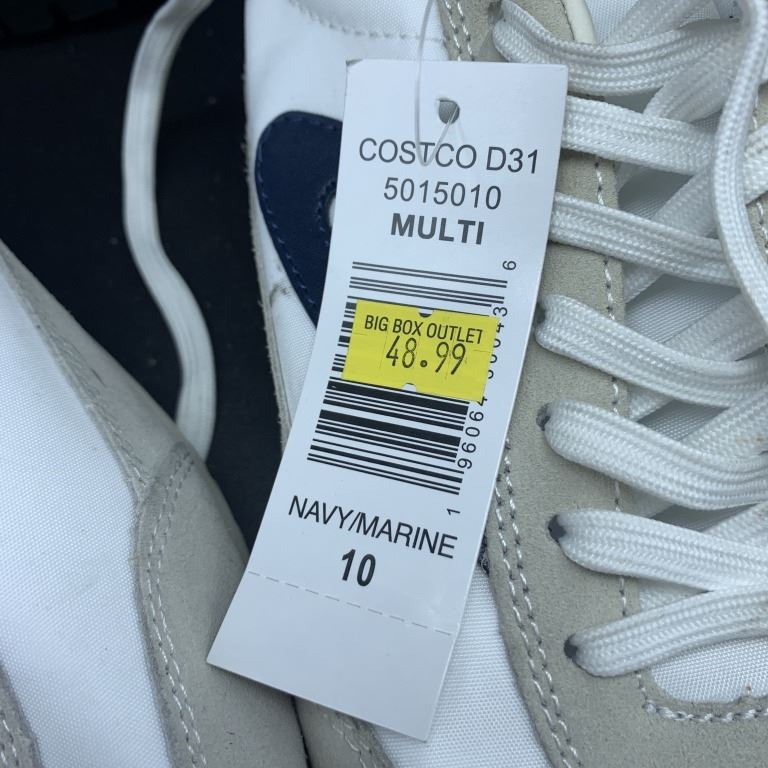 COSTCO D31
5015010
MULTI
BIG BOX OUTLET
48.99
NAVY/MARINE
10